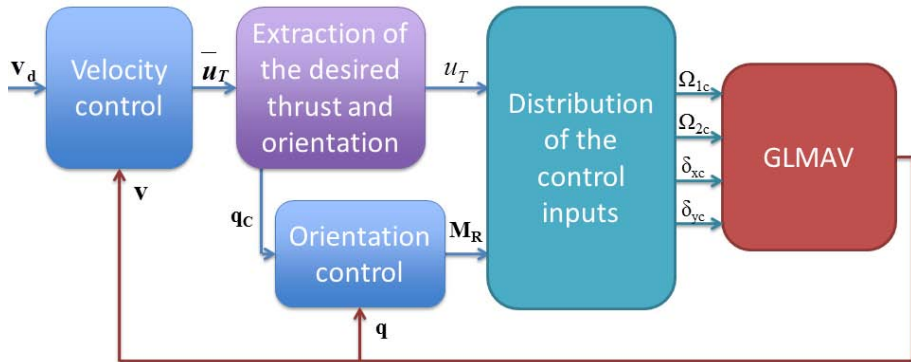 v_d
Velocity
control
u̅_T
Extraction of
the desired
thrust and
orientation
u_T
Distribution
of the
control
inputs
Ω_1c
Ω_2c
δ_xc
δ_yc
GLMAV
v
q_C
Orientation
control
M_R
q